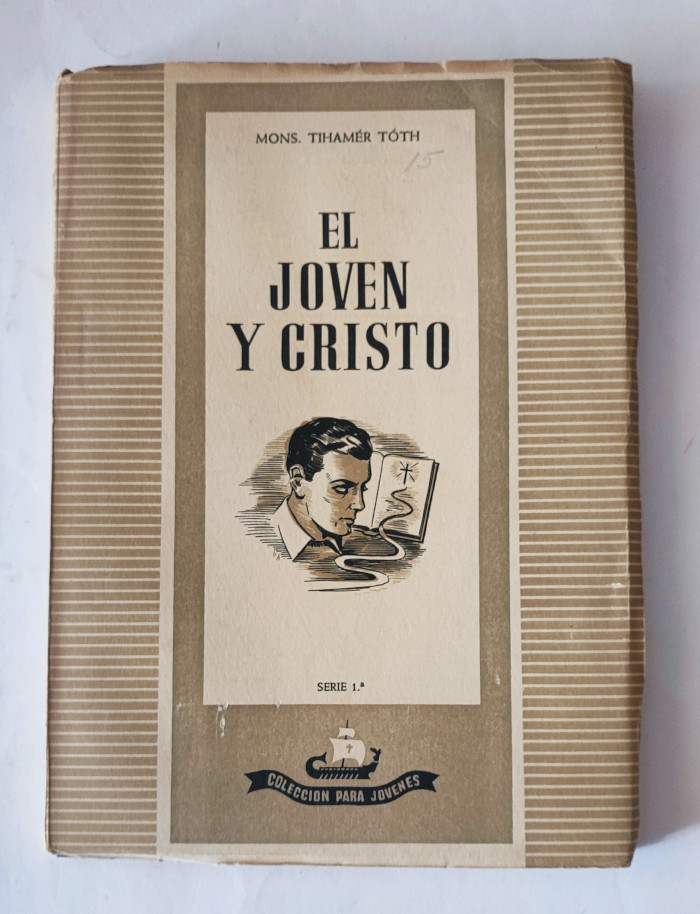 MONS. TIHAMÉR TÓTH
15
EL
JOVEN
Y CRISTO
SERIE 1.ª
COLECCION PARA JOVENES